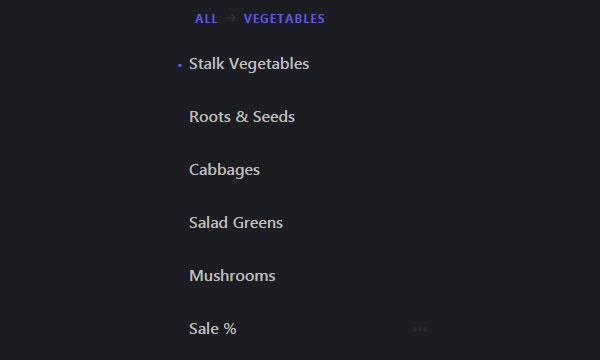 ALL → VEGETABLES
Stalk Vegetables
Roots & Seeds
Cabbages
Salad Greens
Mushrooms
Sale %